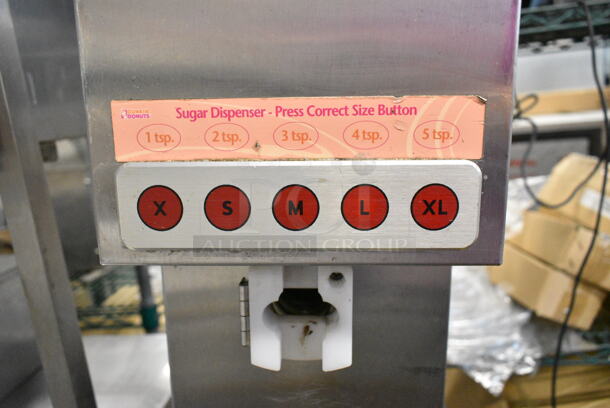 DUNKIN' DONUTS
Sugar Dispenser - Press Correct Size Button
1 tsp. 2 tsp. 3 tsp. 4 tsp. 5 tsp.
X S M L XL
AUCTION GROUP